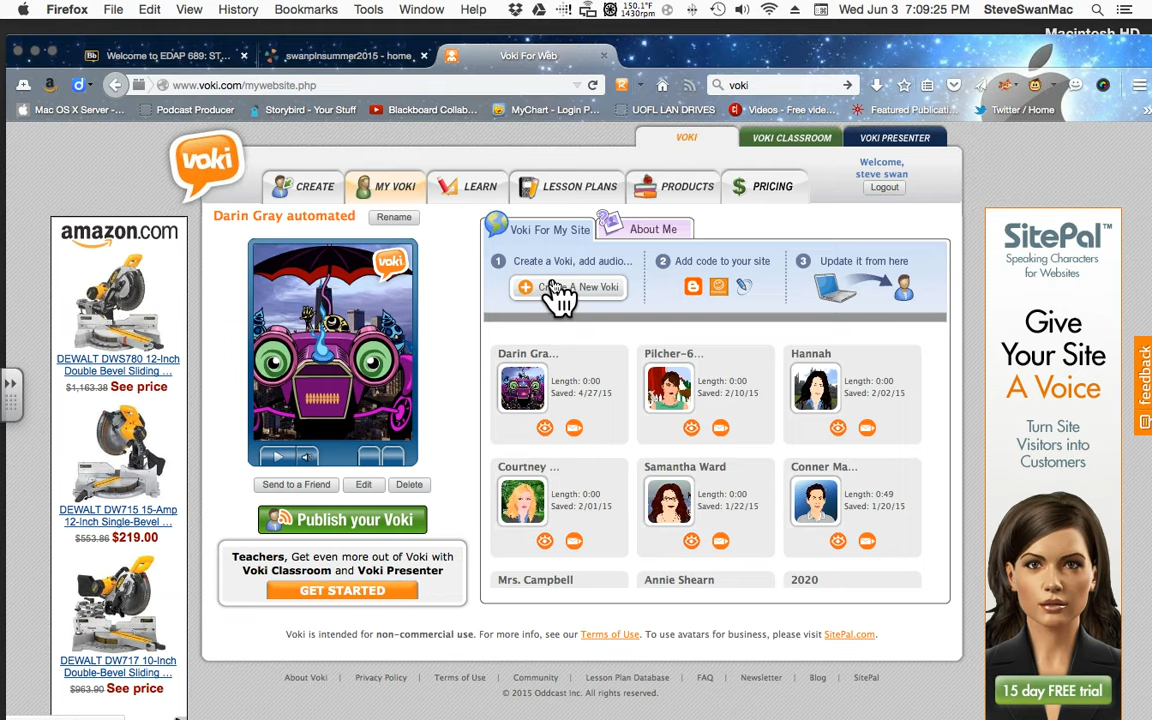 Firefox File Edit View History Bookmarks Tools Window Help 150.1°F 1430rpm Wed Jun 3 7:09:25 PM SteveSwanMac
Macintosh HD
Bb Welcome to EDAP 689: ST... × swanplnsummer2015 - home × Voki For Web ×
www.voki.com/mywebsite.php voki
Mac OS X Server -... Podcast Producer Storybird - Your Stuff Blackboard Collab... MyChart - Login P... UOFL LAN DRIVES Videos - Free vide... Featured Publicati... Twitter / Home
VOKI VOKI CLASSROOM VOKI PRESENTER
voki
Welcome,
steve swan
Logout
CREATE MY VOKI LEARN LESSON PLANS PRODUCTS PRICING
Darin Gray automated Rename
voki
Send to a Friend Edit Delete
Publish your Voki
Teachers, Get even more out of Voki with
Voki Classroom and Voki Presenter
GET STARTED
Voki For My Site About Me
1 Create a Voki, add audio... 2 Add code to your site 3 Update it from here
A New Voki
Darin Gra... Pilcher-6... Hannah
Length: 0:00 Length: 0:00 Length: 0:00
Saved: 4/27/15 Saved: 2/10/15 Saved: 2/02/15
Courtney ... Samantha Ward Conner Ma...
Length: 0:00 Length: 0:00 Length: 0:49
Saved: 2/01/15 Saved: 1/22/15 Saved: 1/20/15
Mrs. Campbell Annie Shearn 2020
Voki is intended for non-commercial use. For more info, see our Terms of Use. To use avatars for business, please visit SitePal.com.
About Voki Privacy Policy Terms of Use Community Lesson Plan Database FAQ Newsletter Blog SitePal
© 2015 Oddcast Inc. All rights reserved.
amazon.com
DEWALT DWS780 12-Inch
Double Bevel Sliding ...
$1,163.38 See price
DEWALT DW715 15-Amp
12-Inch Single-Bevel ...
$553.86 $219.00
DEWALT DW717 10-Inch
Double-Bevel Sliding ...
$963.90 See price
SitePal™
Speaking Characters
for Websites
Give
Your Site
A Voice
Turn Site
Visitors into
Customers
15 day FREE trial
feedback